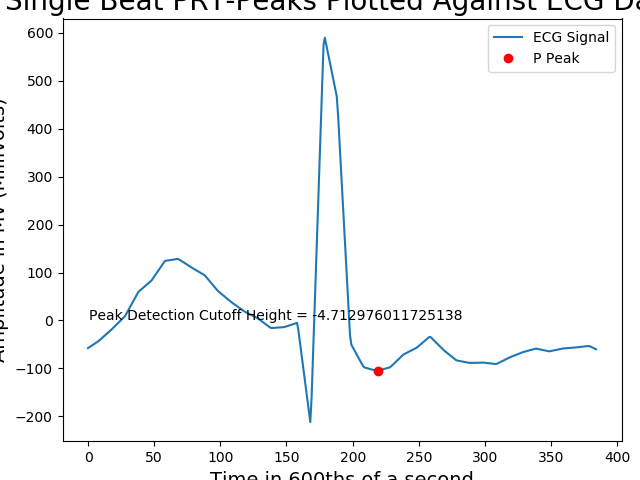 Single Beat PRT-Peaks Plotted Against ECG Da
600
500
400
300
200
100
0
−100
−200
Amplitude in MV (Millivolts)
ECG Signal
P Peak
Peak Detection Cutoff Height = -4.712976011725138
0 50 100 150 200 250 300 350 400
Time in 600ths of a second